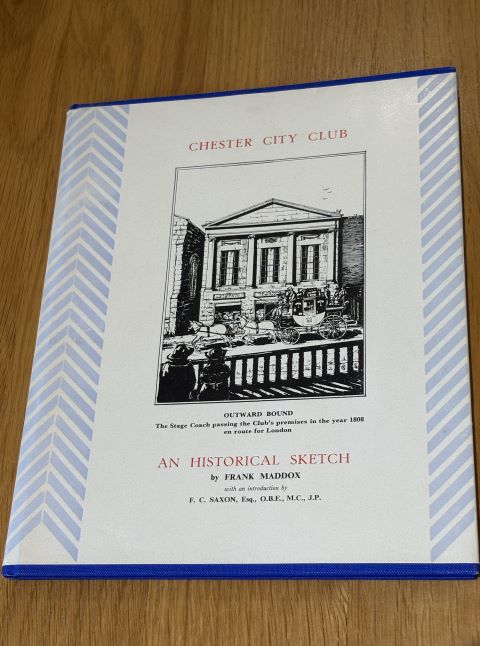 CHESTER CITY CLUB
OUTWARD BOUND
The Stage Coach passing the Club's premises in the year 1808
en route for London
AN HISTORICAL SKETCH
by FRANK MADDOX
with an introduction by
F. C. SAXON, Esq., O.B.E., M.C., J.P.